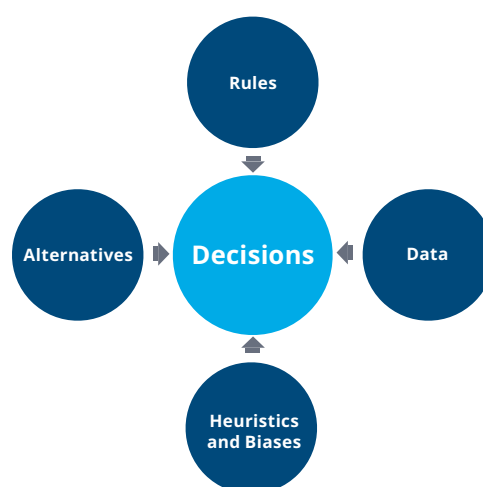 Rules
Alternatives
Decisions
Data
Heuristics
and Biases